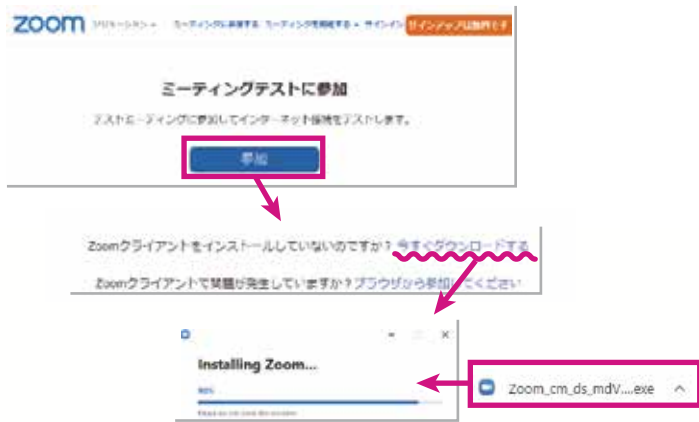 zoom ソリューション ミーティングに参加する ミーティングを開催する サインイン サインアップは無料です
ミーティングテストに参加
テストミーティングに参加してインターネット接続をテストします。
参加
Zoomクライアントをインストールしていないのですか？今すぐダウンロードする
Zoomクライアントで問題が発生していますか？ブラウザから参加してください
Installing Zoom...
Zoom_cm_ds_mdV....exe